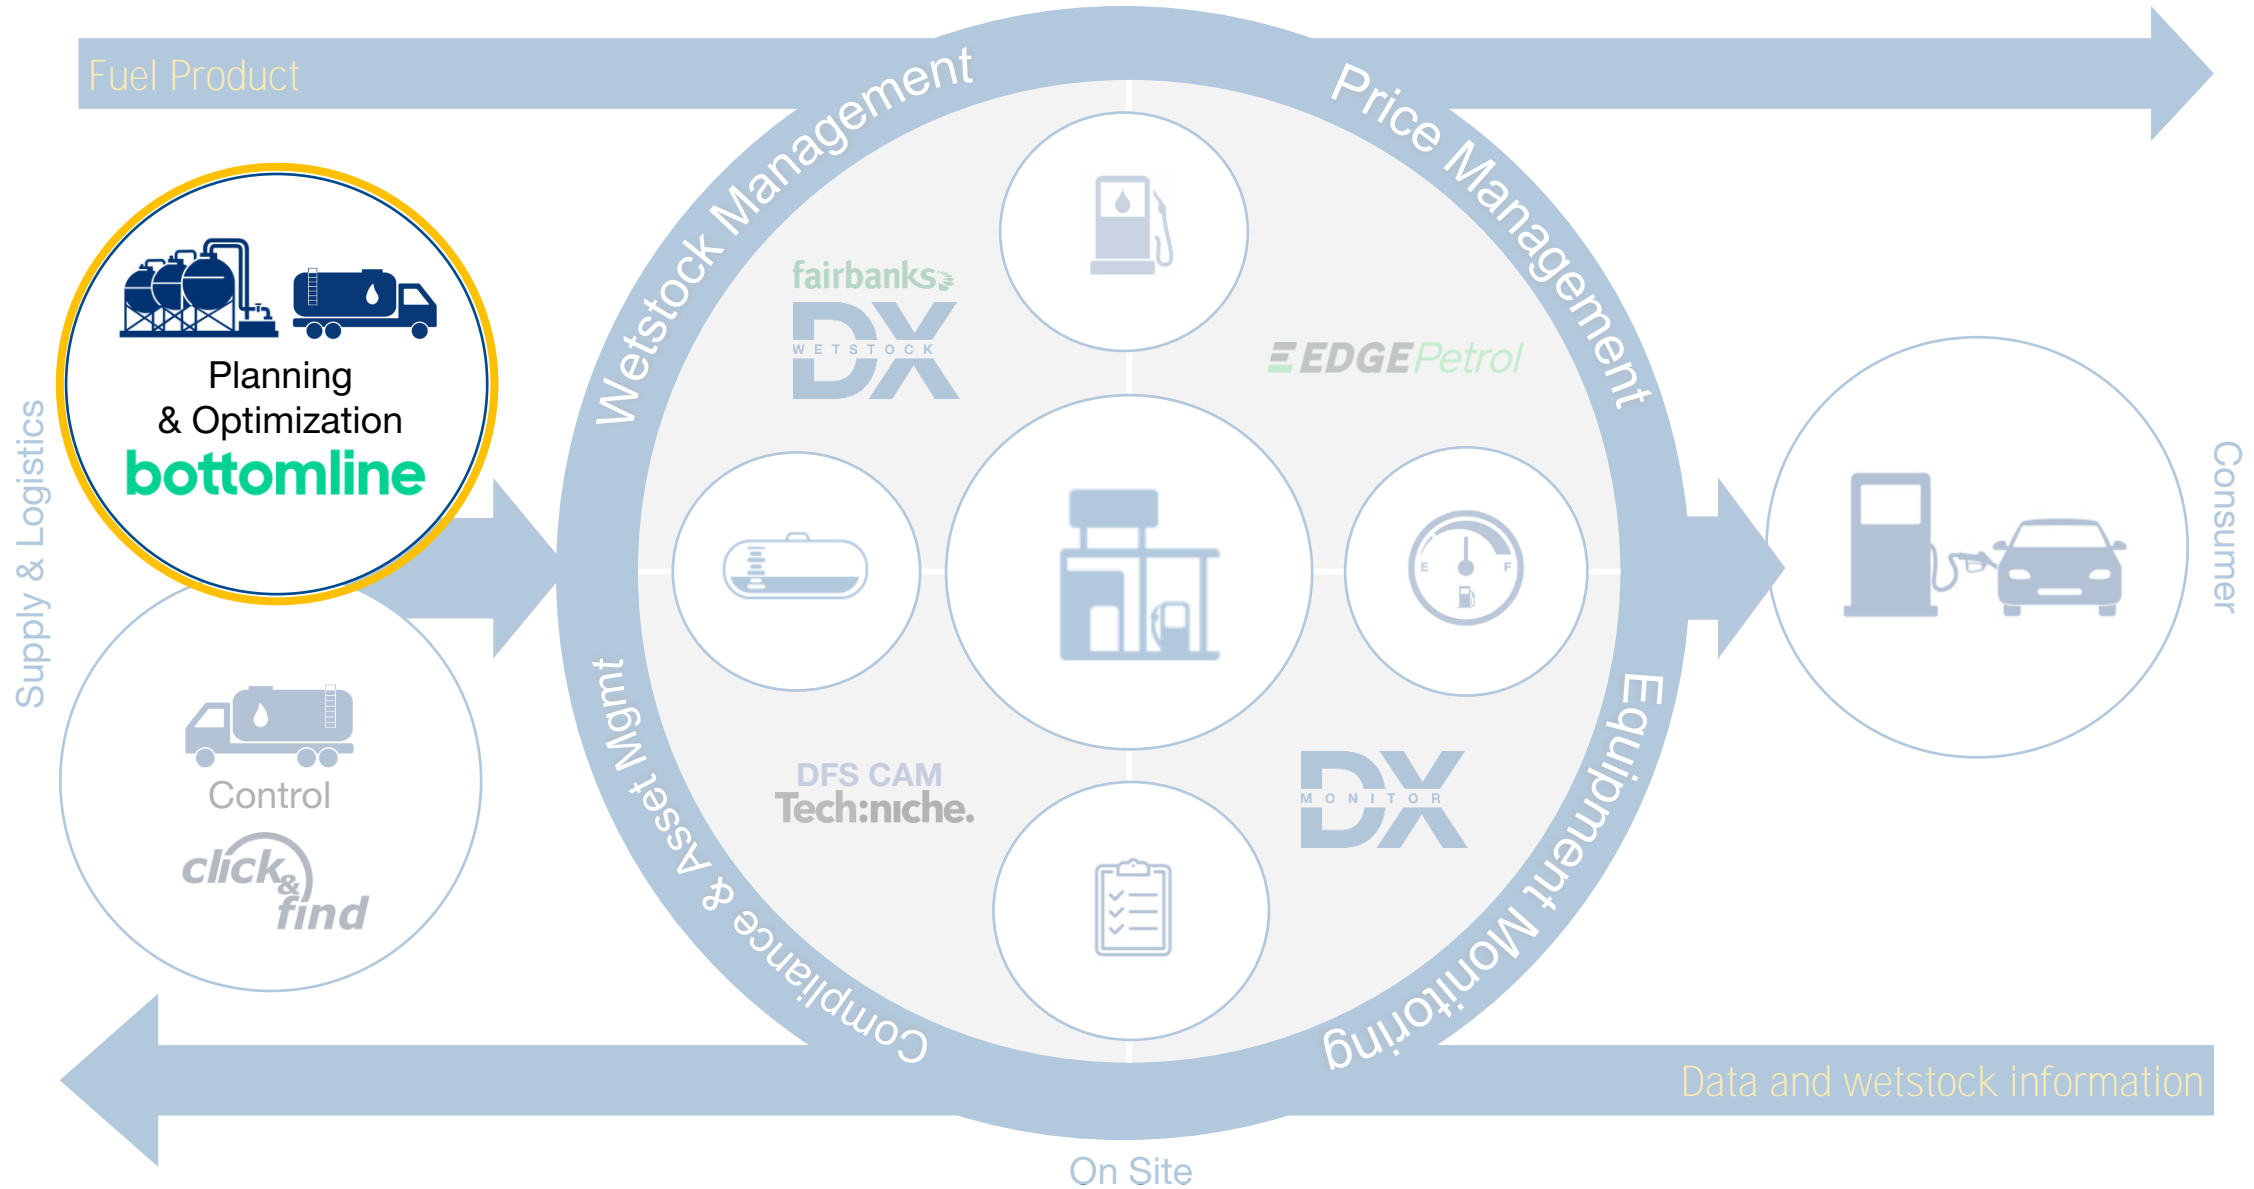 Fuel Product
Wetstock Management
Price Management
Planning
& Optimization
bottomline
Supply & Logistics
fairbanks
DX
WETSTOCK
EDGEPetrol
E F
Consumer
Control
click&
find
Compliance & Asset Mgmt
DFS CAM
Tech:niche.
DX
MONITOR
Equipment Monitoring
Data and wetstock information
On Site